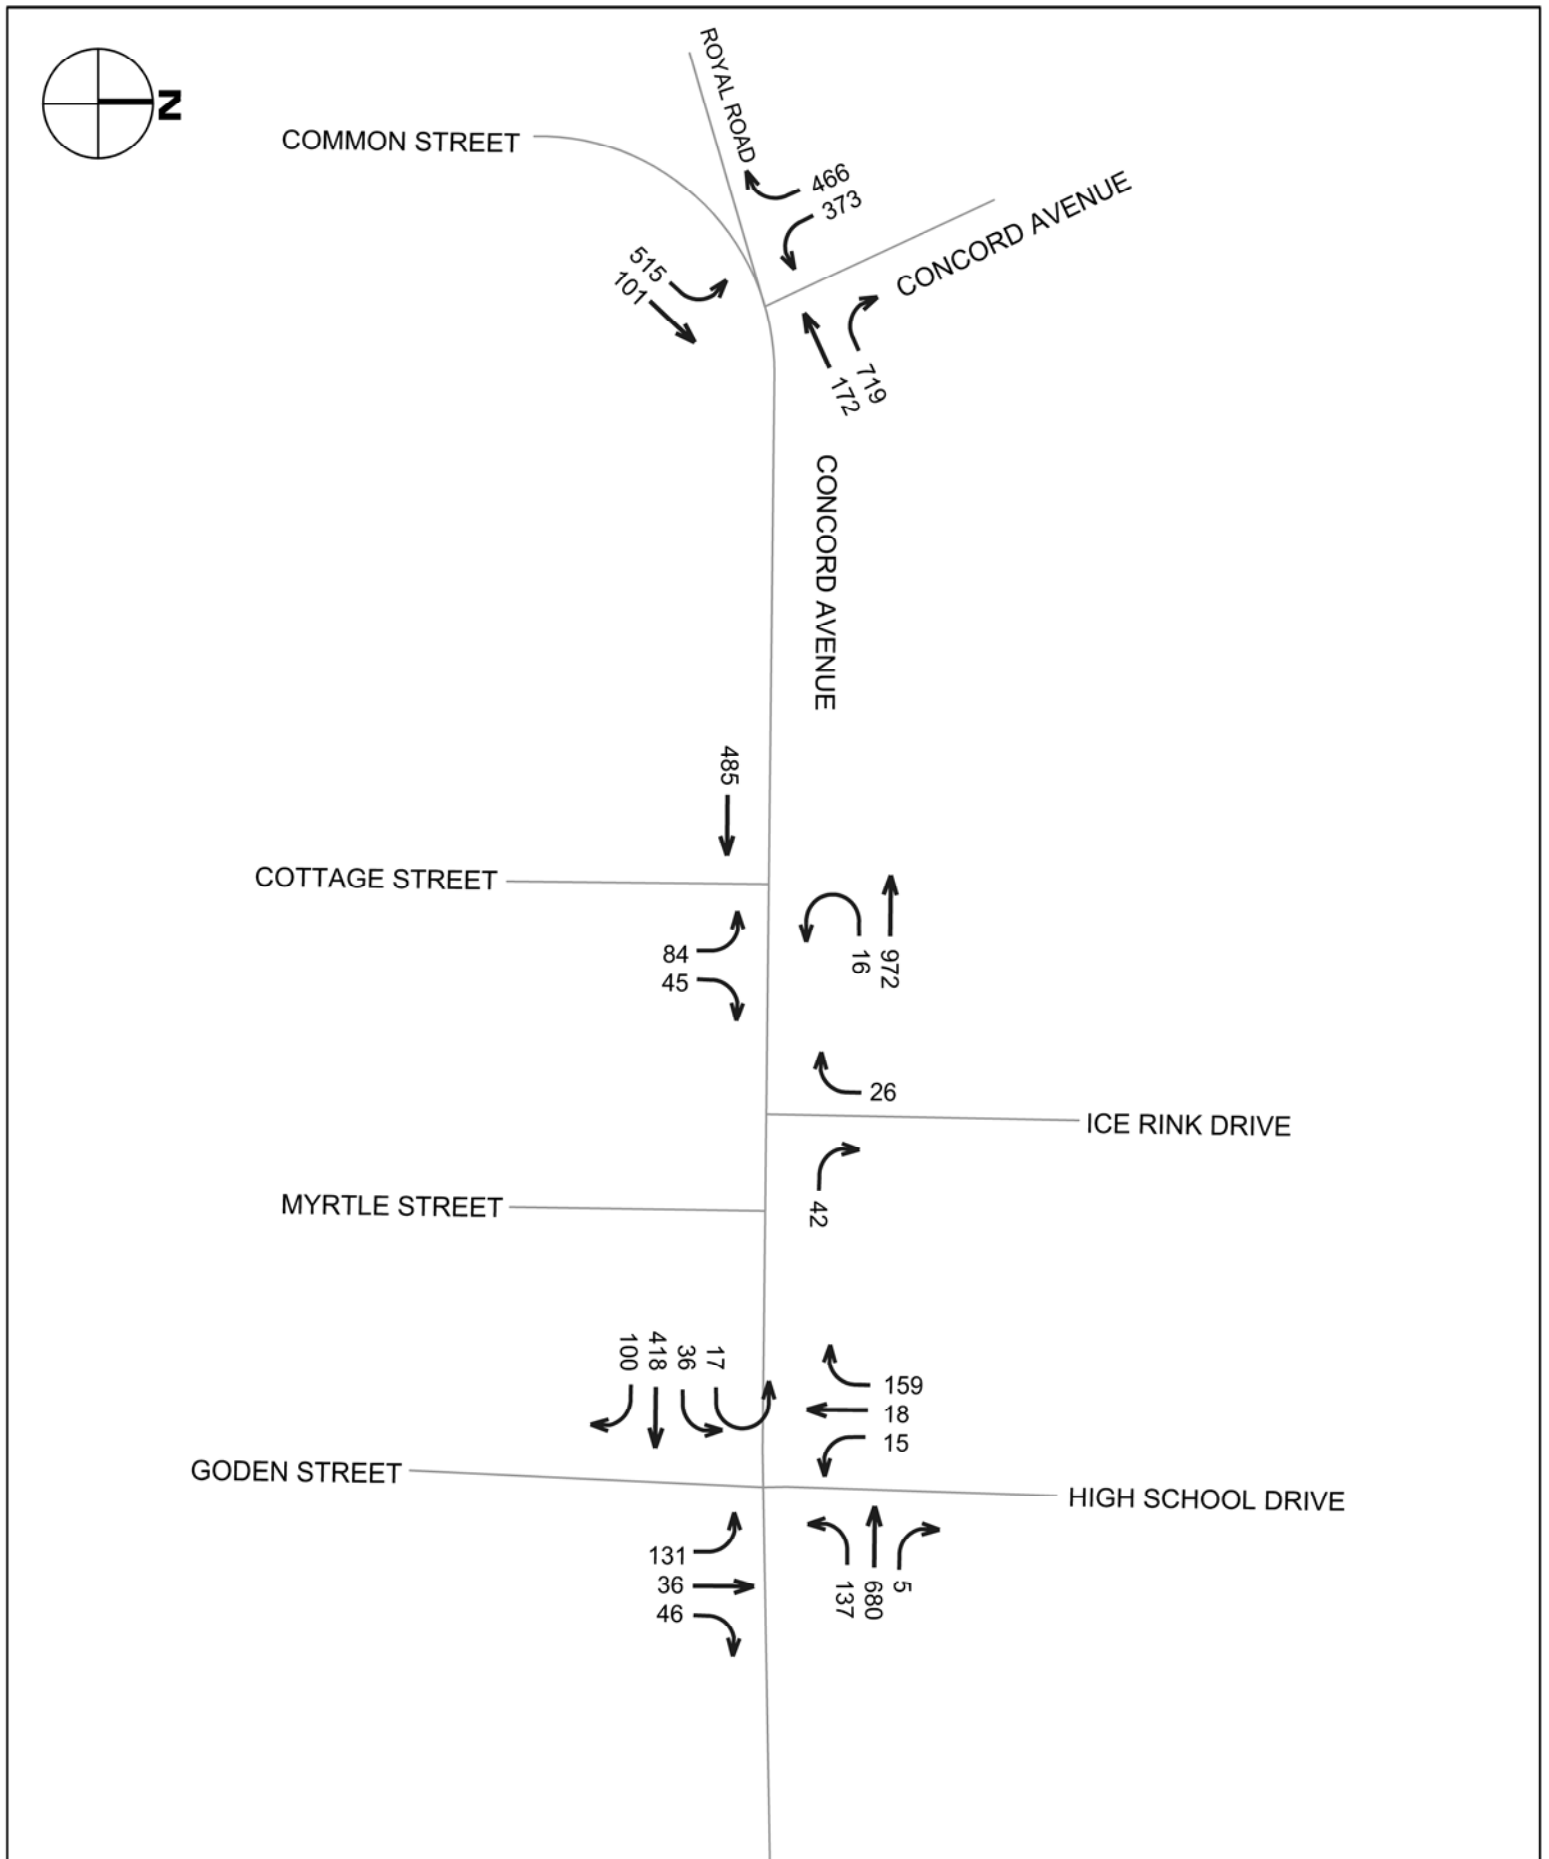 ROYAL ROAD
N
COMMON STREET
466
373
CONCORD AVENUE
515
101
719
172
CONCORD AVENUE
485
COTTAGE STREET
84
45
16
972
26
ICE RINK DRIVE
MYRTLE STREET
42
100
418
36
17
159
18
15
GODEN STREET
HIGH SCHOOL DRIVE
131
36
46
137
680
5